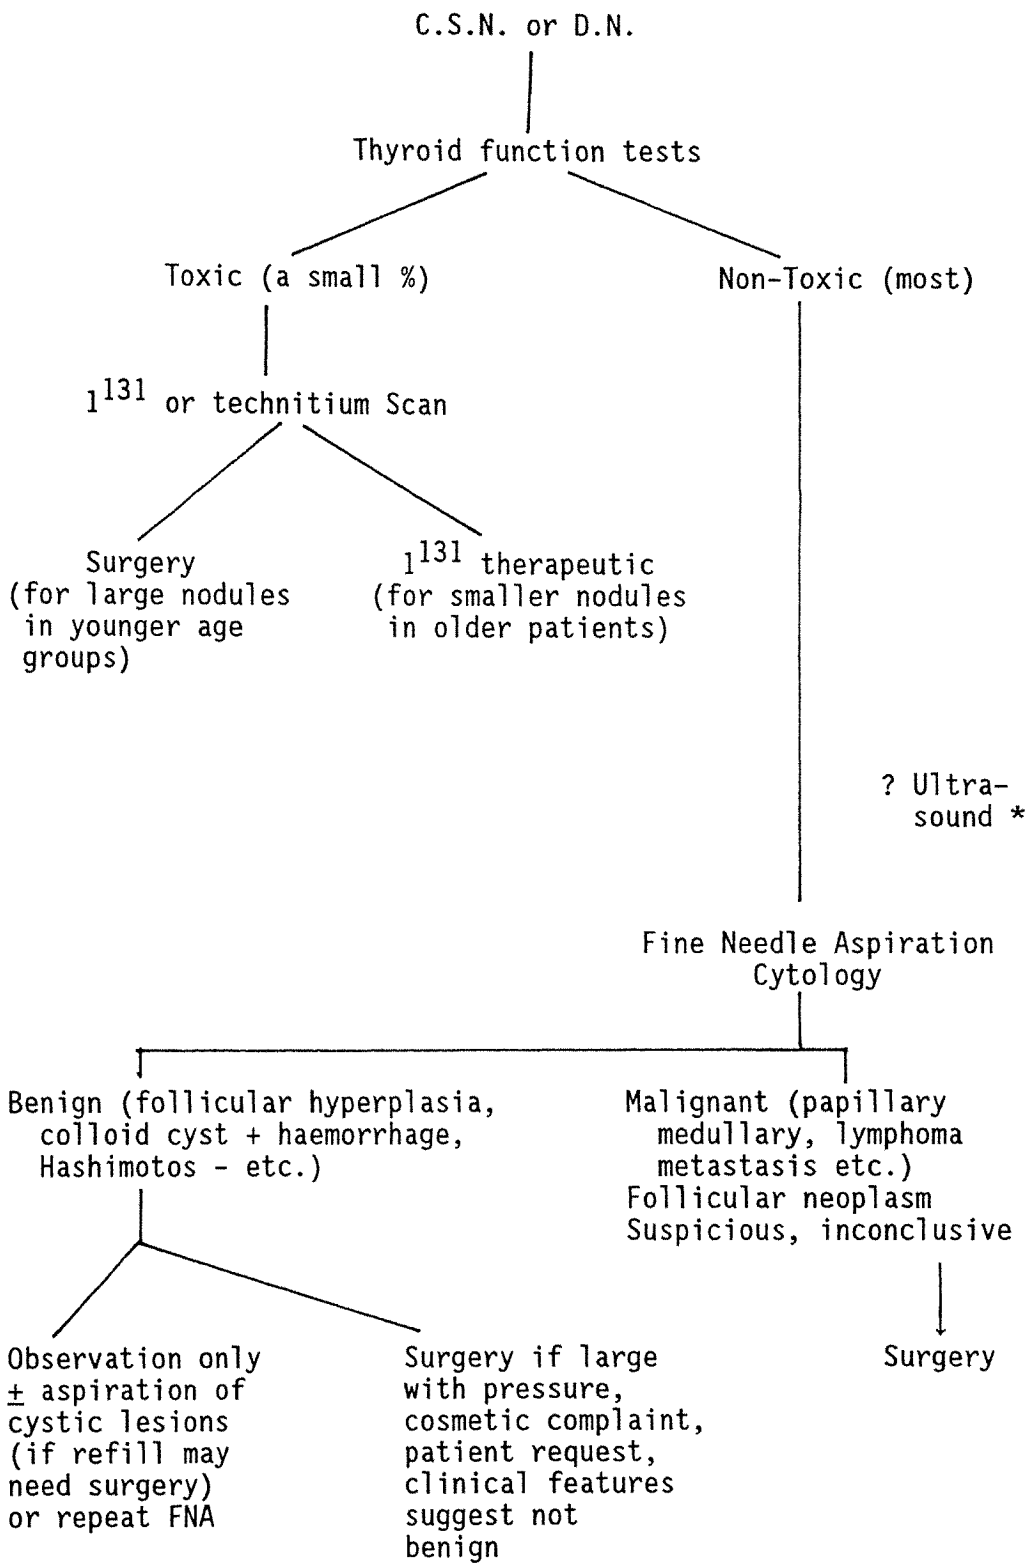 C.S.N. or D.N.
Thyroid function tests
Toxic (a small %)
Non-Toxic (most)
1131 or technitium Scan
Surgery
(for large nodules
in younger age
groups)
1131 therapeutic
(for smaller nodules
in older patients)
? Ultra-
sound *
Fine Needle Aspiration
Cytology
Benign (follicular hyperplasia,
colloid cyst + haemorrhage,
Hashimotos - etc.)
Malignant (papillary
medullary, lymphoma
metastasis etc.)
Follicular neoplasm
Suspicious, inconclusive
Observation only
± aspiration of
cystic lesions
(if refill may
need surgery)
or repeat FNA
Surgery if large
with pressure,
cosmetic complaint,
patient request,
clinical features
suggest not
benign
Surgery